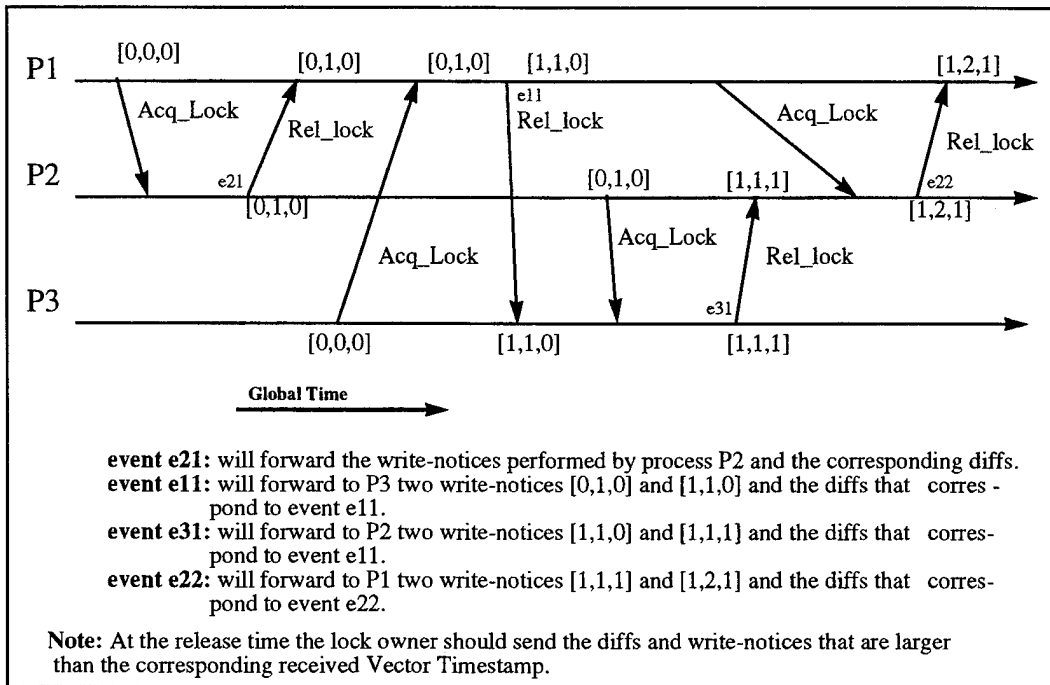 [0,0,0] [0,1,0] [0,1,0] [1,1,0] [1,2,1]
P1
Acq_Lock Rel_lock e11 Rel_lock Acq_Lock Rel_lock
P2 e21 [0,1,0] [0,1,0] [1,1,1] e22 [1,2,1]
Acq_Lock Acq_Lock Rel_lock
P3 e31
[0,0,0] [1,1,0] [1,1,1]
Global Time
event e21: will forward the write-notices performed by process P2 and the corresponding diffs.
event e11: will forward to P3 two write-notices [0,1,0] and [1,1,0] and the diffs that corres -
pond to event e11.
event e31: will forward to P2 two write-notices [1,1,0] and [1,1,1] and the diffs that corres-
pond to event e11.
event e22: will forward to P1 two write-notices [1,1,1] and [1,2,1] and the diffs that corres-
pond to event e22.
Note: At the release time the lock owner should send the diffs and write-notices that are larger
than the corresponding received Vector Timestamp.